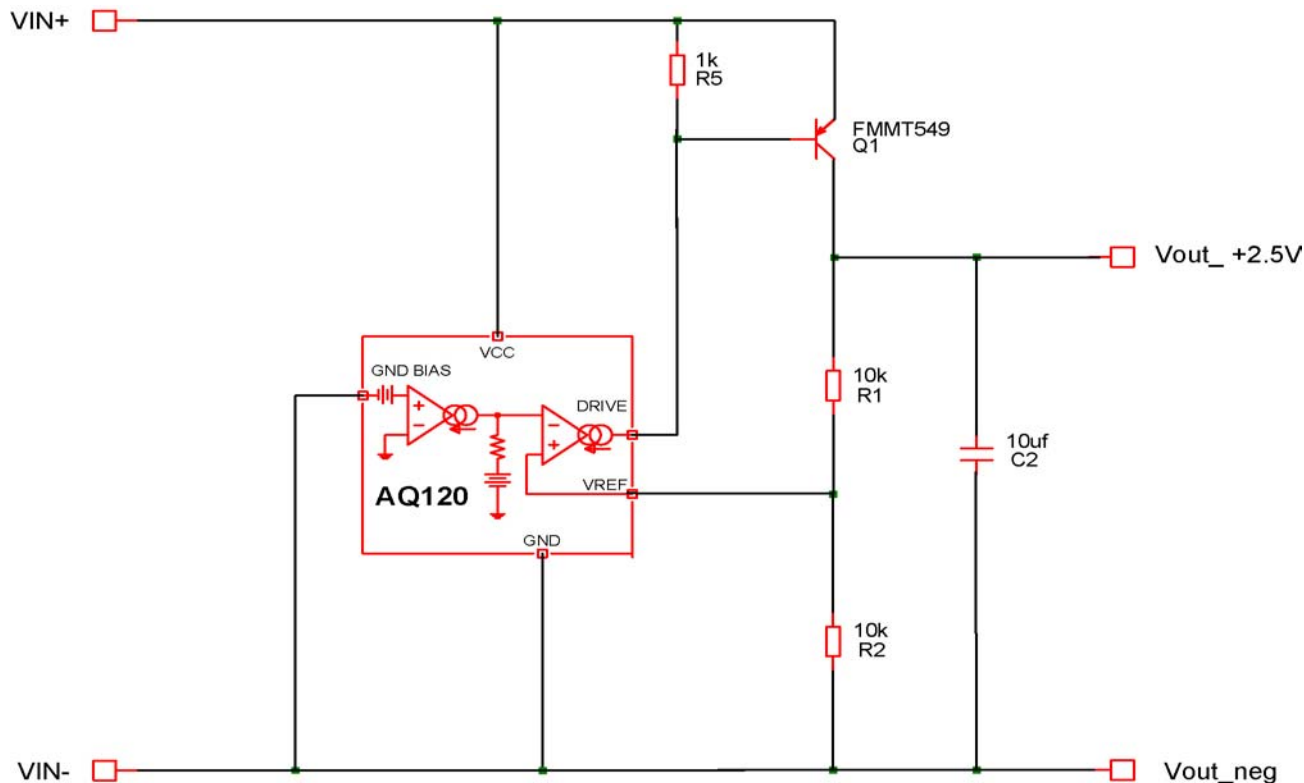 VIN+
1k
R5
FMMT549
Q1
Vout_ +2.5V
VCC
GND BIAS
+
−
DRIVE
−
+
10k
R1
AQ120
VREF
10uf
C2
GND
10k
R2
VIN-
Vout_neg